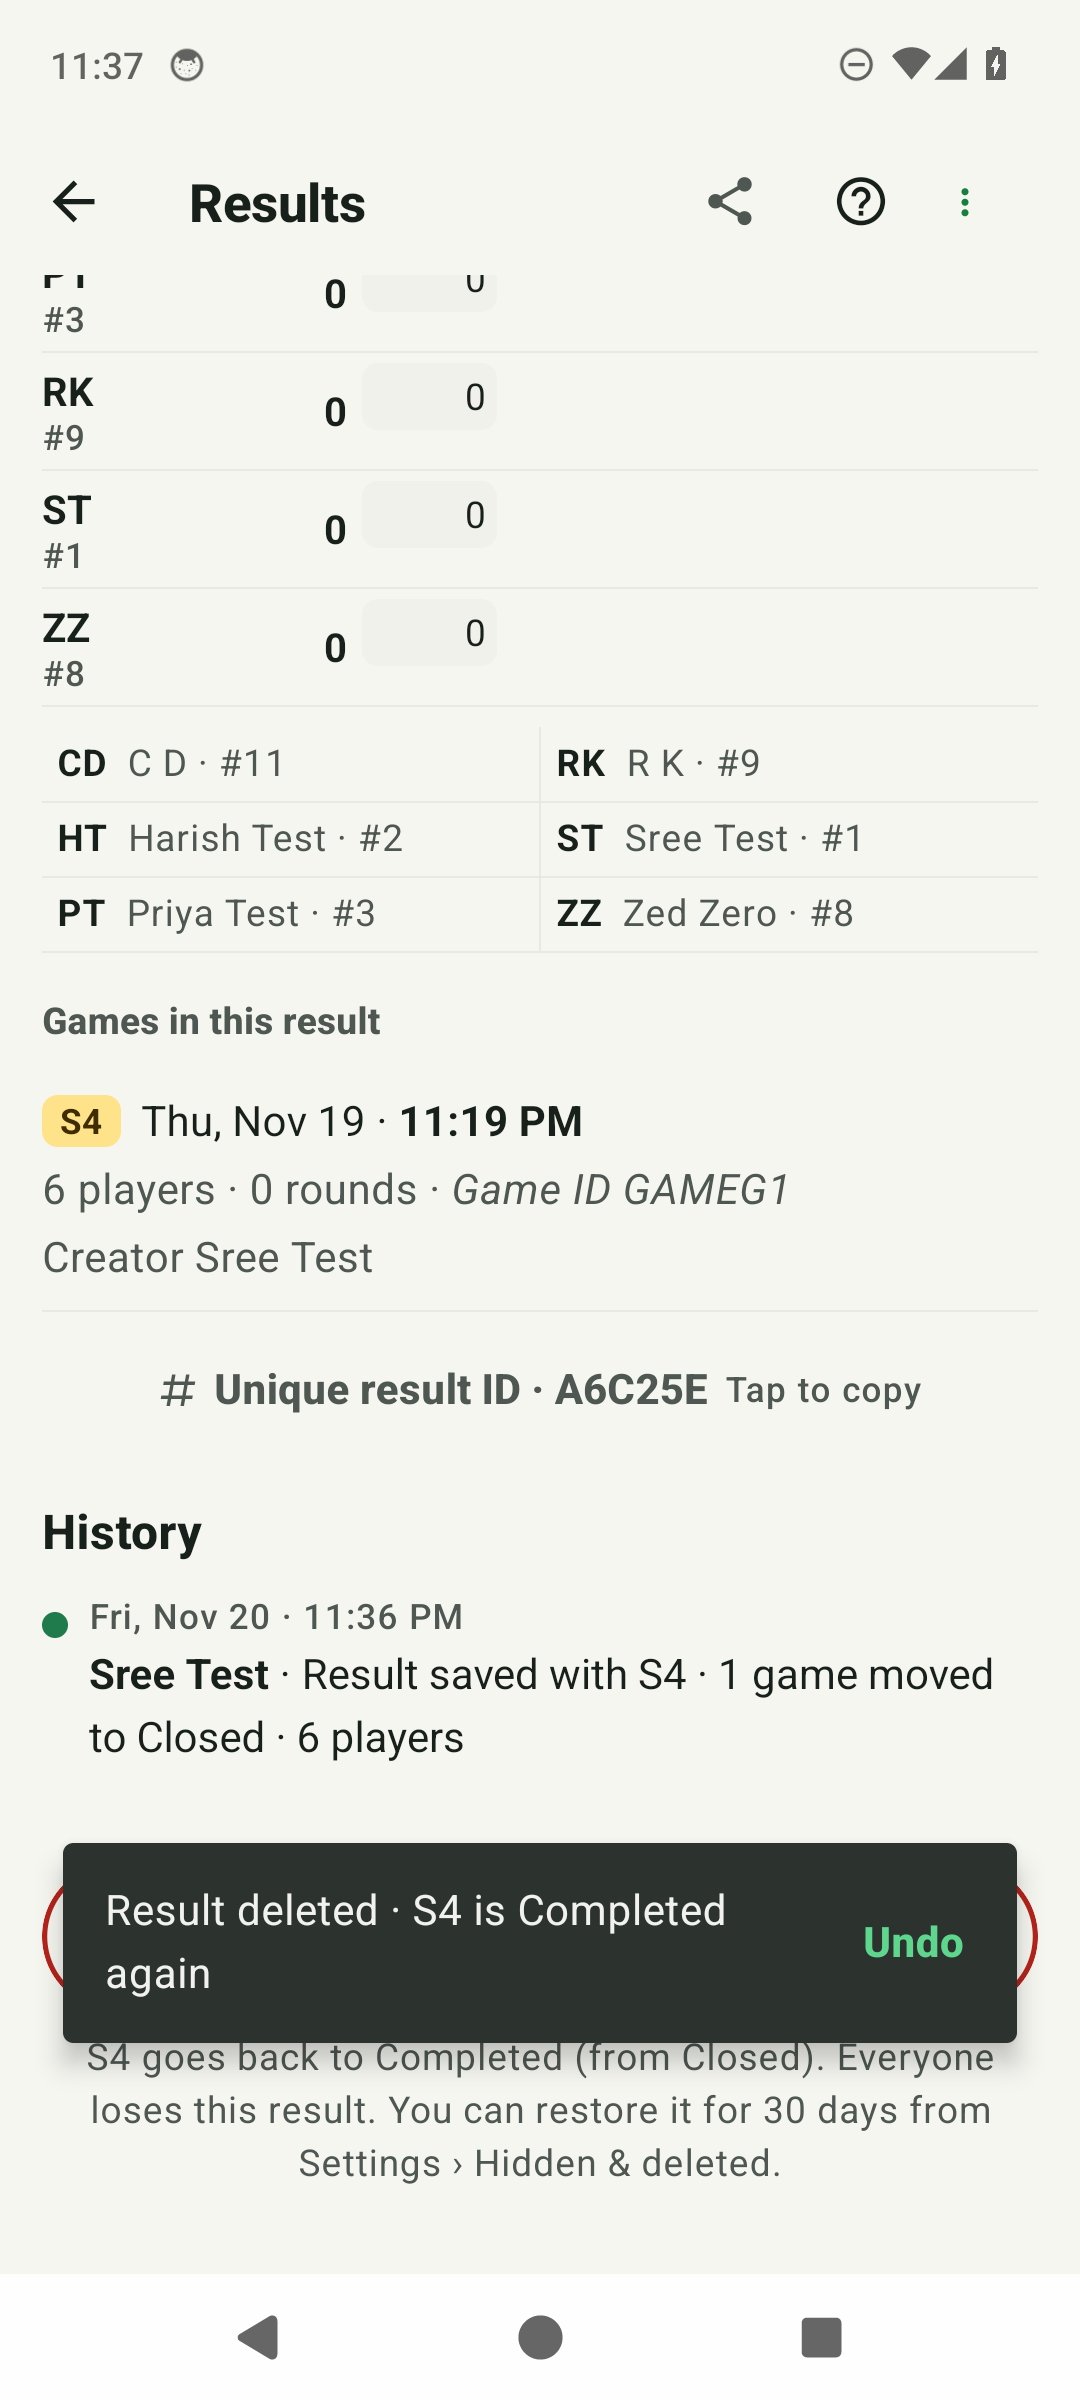 11:37
Results
PT 0 0
#3
RK 0 0
#9
ST 0 0
#1
ZZ 0 0
#8
CD C D · #11
RK R K · #9
HT Harish Test · #2
ST Sree Test · #1
PT Priya Test · #3
ZZ Zed Zero · #8
Games in this result
S4 Thu, Nov 19 · 11:19 PM
6 players · 0 rounds · Game ID GAMEG1
Creator Sree Test
# Unique result ID · A6C25E Tap to copy
History
Fri, Nov 20 · 11:36 PM
Sree Test · Result saved with S4 · 1 game moved
to Closed · 6 players
Result deleted · S4 is Completed
again
Undo
S4 goes back to Completed (from Closed). Everyone
loses this result. You can restore it for 30 days from
Settings › Hidden & deleted.